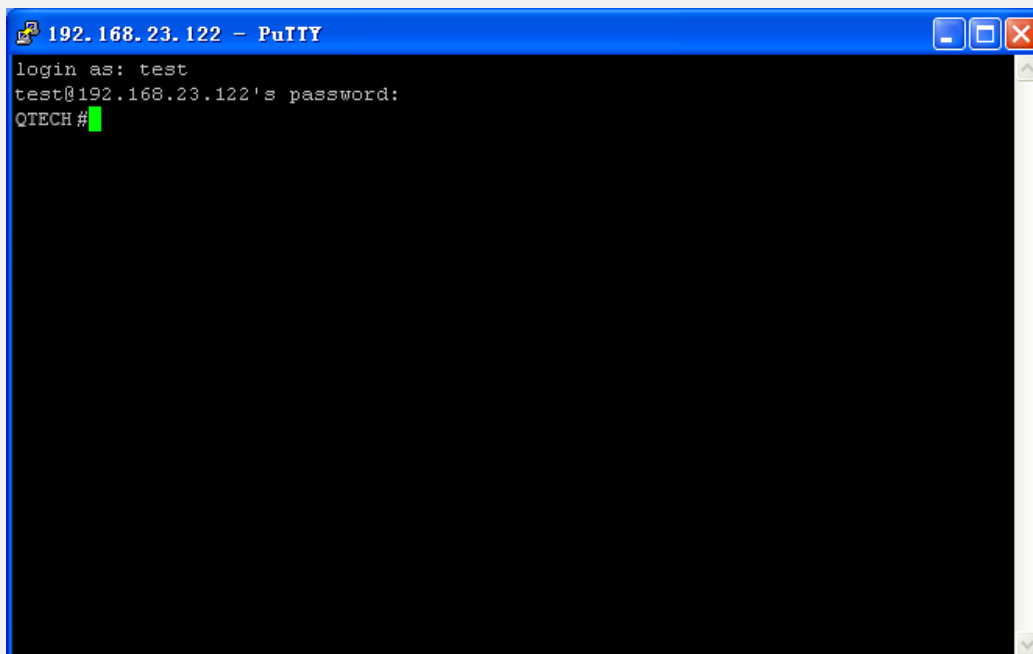 192.168.23.122 - PuTTY
login as: test
test@192.168.23.122's password:
QTECH #